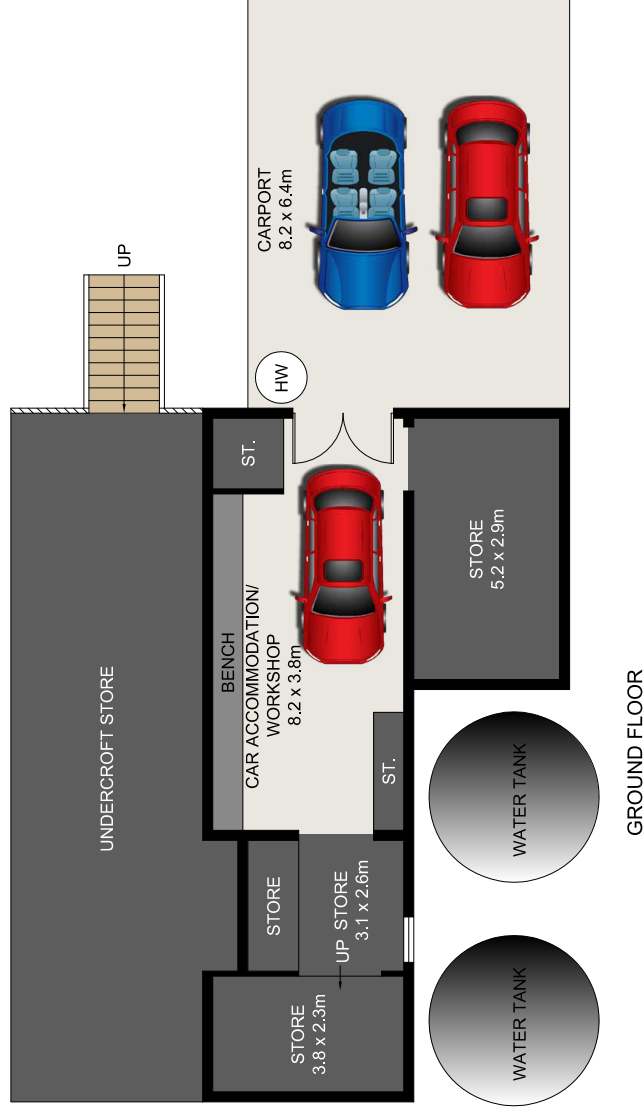 CARPORT
8.2 x 6.4m
UP
HW
ST.
STORE
5.2 x 2.9m
BENCH
CAR ACCOMMODATION/
WORKSHOP
8.2 x 3.8m
UNDERCROFT STORE
ST.
WATER TANK
STORE
UP STORE
3.1 x 2.6m
STORE
3.8 x 2.3m
WATER TANK
GROUND FLOOR